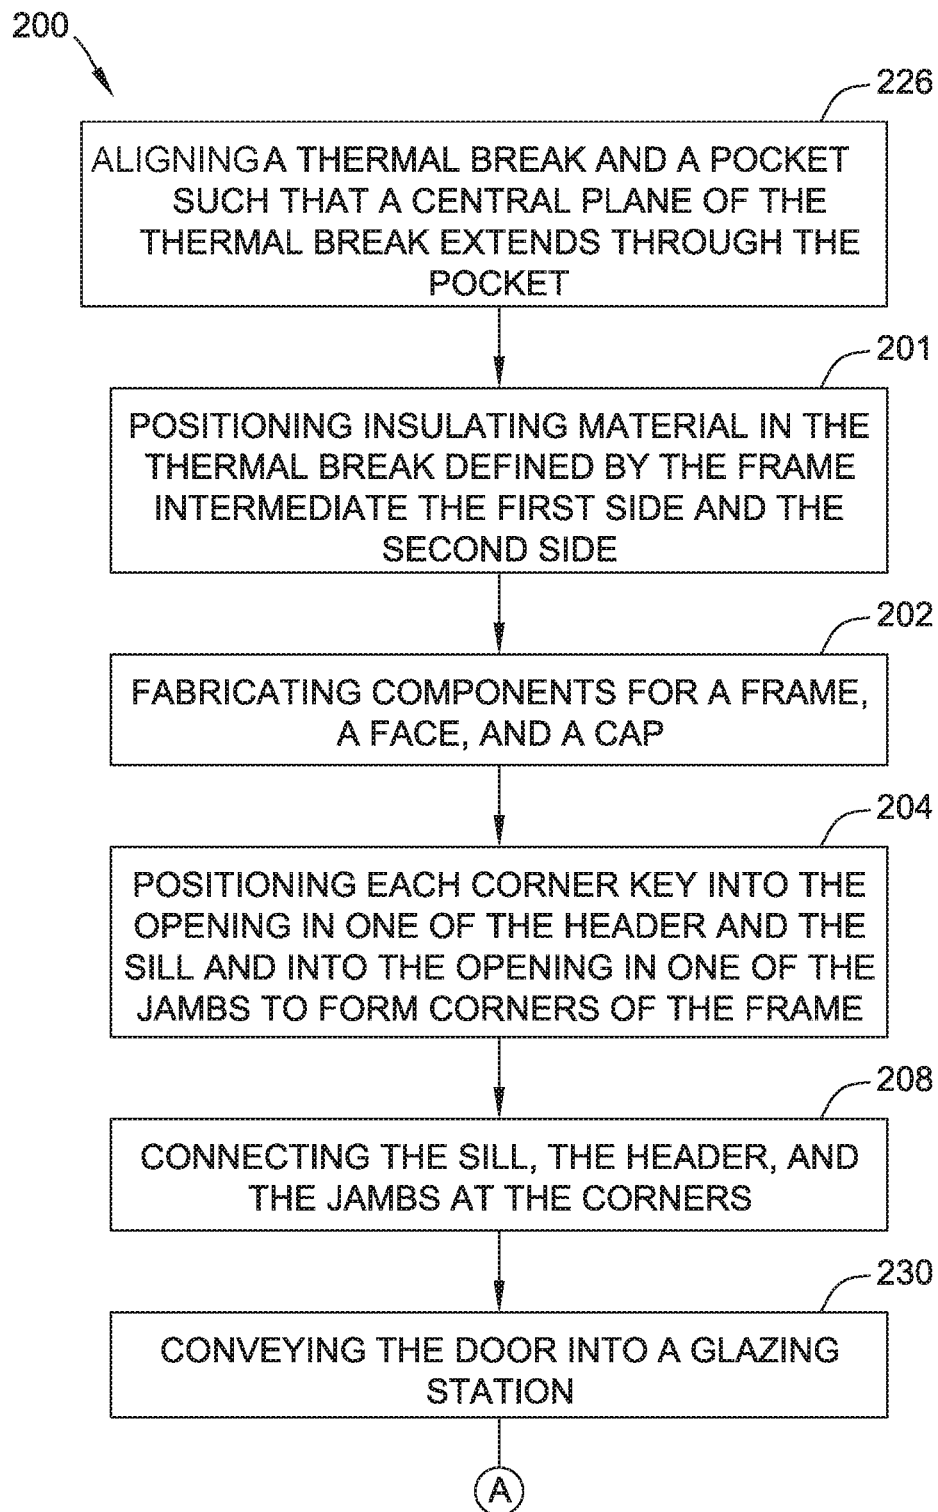 200
226
ALIGNING A THERMAL BREAK AND A POCKET
SUCH THAT A CENTRAL PLANE OF THE
THERMAL BREAK EXTENDS THROUGH THE
POCKET
201
POSITIONING INSULATING MATERIAL IN THE
THERMAL BREAK DEFINED BY THE FRAME
INTERMEDIATE THE FIRST SIDE AND THE
SECOND SIDE
202
FABRICATING COMPONENTS FOR A FRAME,
A FACE, AND A CAP
204
POSITIONING EACH CORNER KEY INTO THE
OPENING IN ONE OF THE HEADER AND THE
SILL AND INTO THE OPENING IN ONE OF THE
JAMBS TO FORM CORNERS OF THE FRAME
208
CONNECTING THE SILL, THE HEADER, AND
THE JAMBS AT THE CORNERS
230
CONVEYING THE DOOR INTO A GLAZING
STATION
A